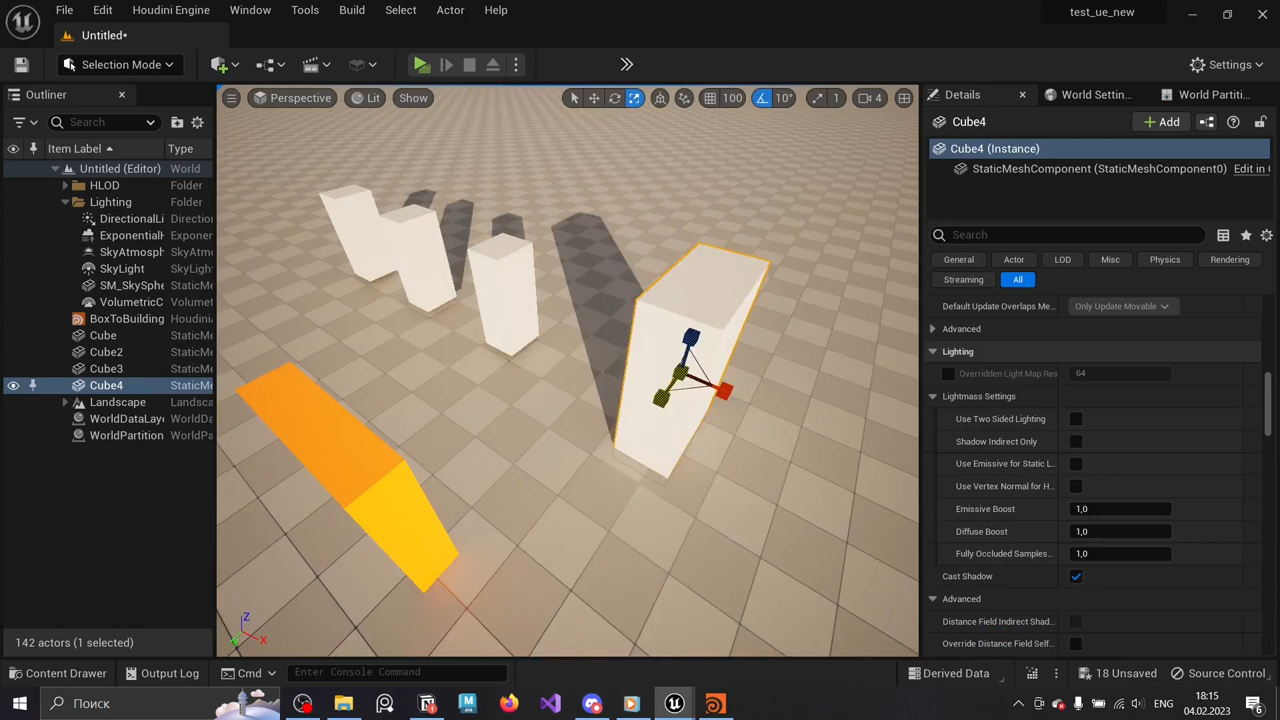 File Edit Houdini Engine Window Tools Build Select Actor Help
test_ue_new
Untitled*
Selection Mode
Settings
Outliner
Search
Item Label Type
Untitled (Editor) World
HLOD Folder
Lighting Folder
DirectionalLi Directiona
ExponentialH Exponen
SkyAtmosph SkyAtmo
SkyLight SkyLight
SM_SkySphe StaticMe
VolumetricC Volumet
BoxToBuilding Houdini
Cube StaticMe
Cube2 StaticMe
Cube3 StaticMe
Cube4 StaticMe
Landscape Landsca
WorldDataLay WorldDa
WorldPartition WorldPa
142 actors (1 selected)
Perspective Lit Show
100 10° 1 4
Z
X
Details World Settin... World Partiti...
Cube4
Add
Cube4 (Instance)
StaticMeshComponent (StaticMeshComponent0) Edit in
Search
General Actor LOD Misc Physics Rendering
Streaming All
Default Update Overlaps Me... Only Update Movable
Advanced
Lighting
Overridden Light Map Res 64
Lightmass Settings
Use Two Sided Lighting
Shadow Indirect Only
Use Emissive for Static L...
Use Vertex Normal for H...
Emissive Boost 1,0
Diffuse Boost 1,0
Fully Occluded Samples... 1,0
Cast Shadow
Advanced
Distance Field Indirect Shad...
Override Distance Field Self...
Content Drawer Output Log Cmd Enter Console Command Derived Data 18 Unsaved Source Control
Поиск
ENG
18:15
04.02.2023